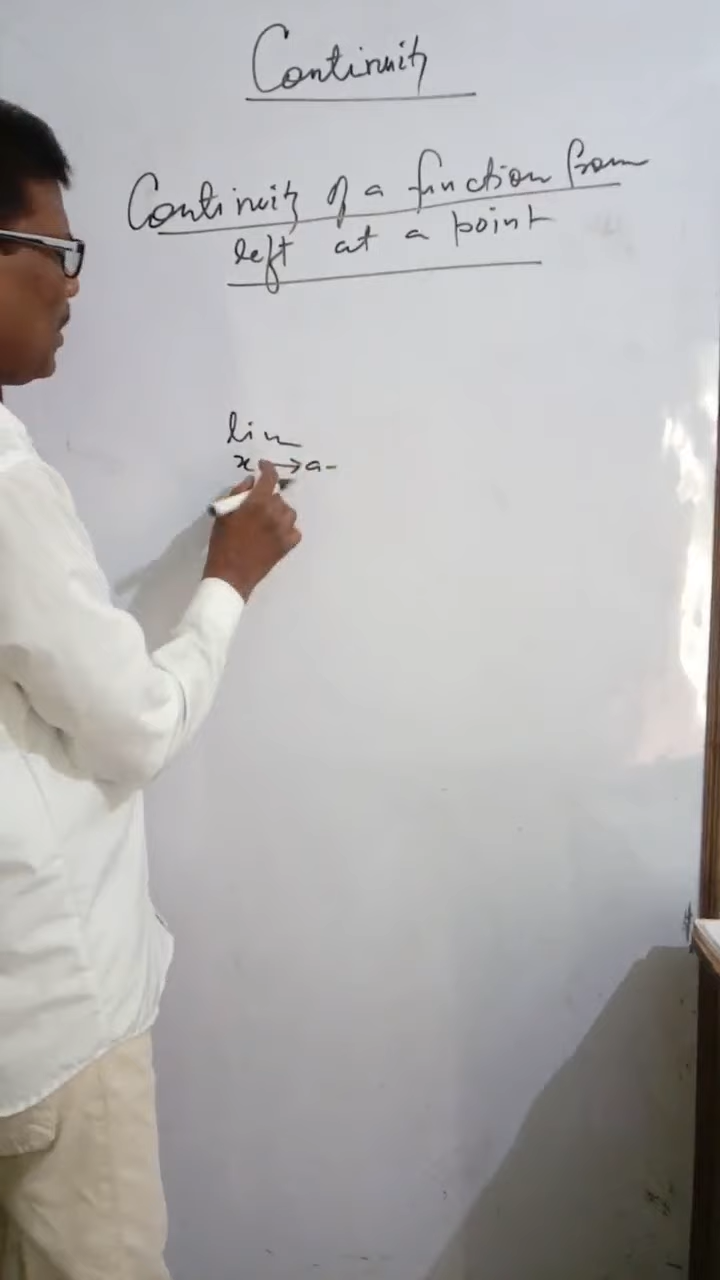 Continuity
Continuity of a function from
left at a point
lim
x→a-